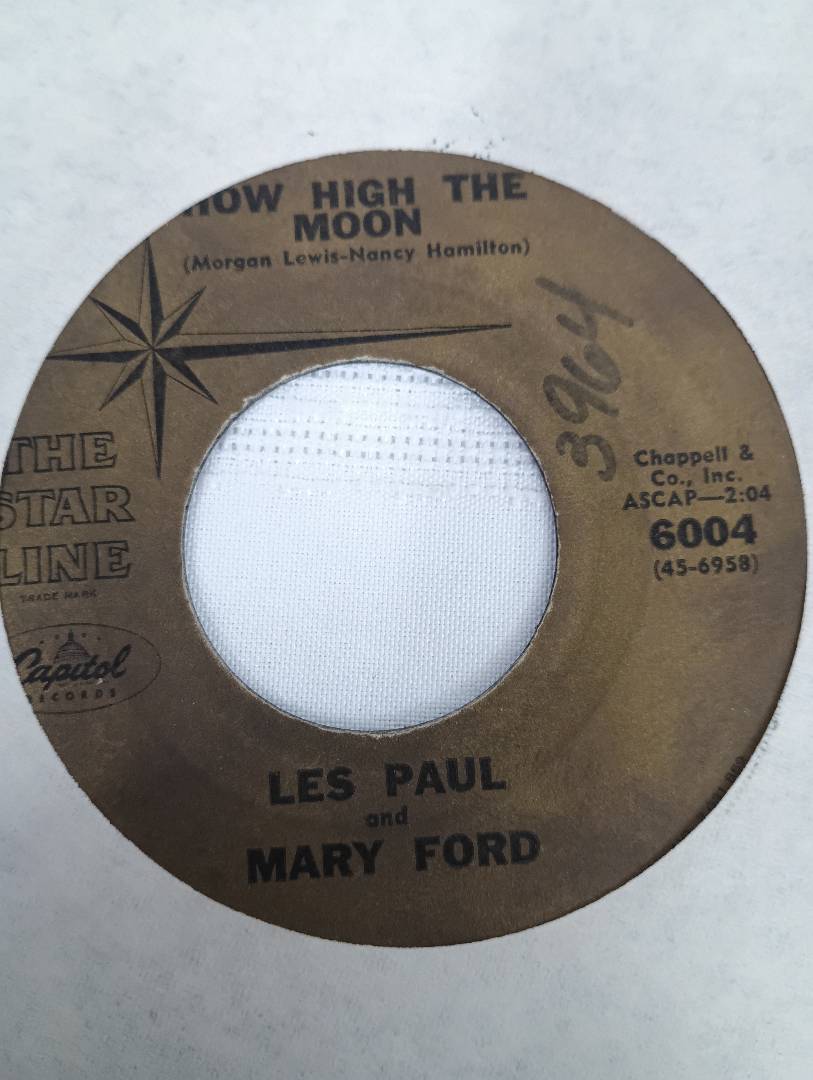 HOW HIGH THE
MOON
(Morgan Lewis-Nancy Hamilton)
3964
THE
STAR
LINE
TRADE MARK
Capitol
RECORDS
Chappell &
Co., Inc.
ASCAP—2:04
6004
(45-6958)
LES PAUL
and
MARY FORD